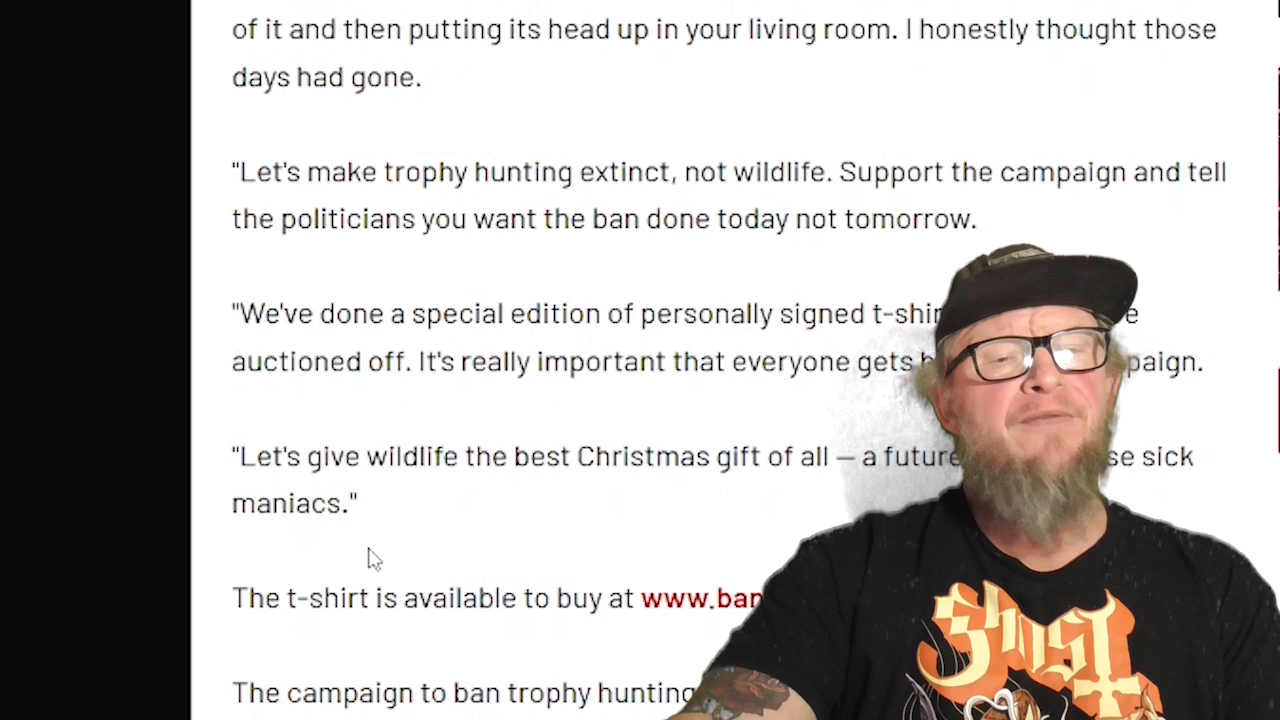 of it and then putting its head up in your living room. I honestly thought those
days had gone.
"Let's make trophy hunting extinct, not wildlife. Support the campaign and tell
the politicians you want the ban done today not tomorrow.
"We've done a special edition of personally signed t-shir
auctioned off. It's really important that everyone gets paign.
"Let's give wildlife the best Christmas gift of all — a future se sick
maniacs."
The t-shirt is available to buy at www.ban
The campaign to ban trophy hunting
Ghost